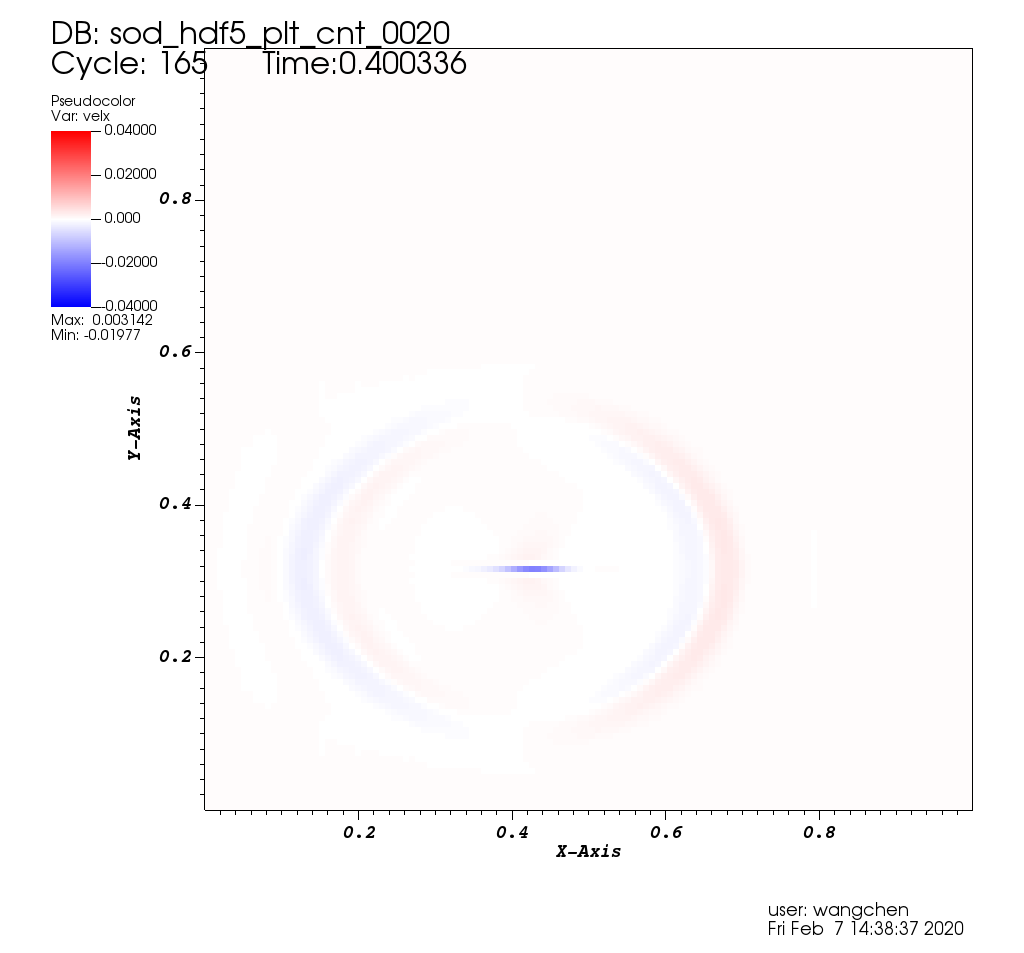 DB: sod_hdf5_plt_cnt_0020
Cycle: 165 Time:0.400336
Pseudocolor
Var: velx
0.04000
0.02000
0.000
-0.02000
-0.04000
Max: 0.003142
Min: -0.01977
0.8
0.6
0.4
0.2
Y-Axis
0.2 0.4 0.6 0.8
X-Axis
user: wangchen
Fri Feb 7 14:38:37 2020